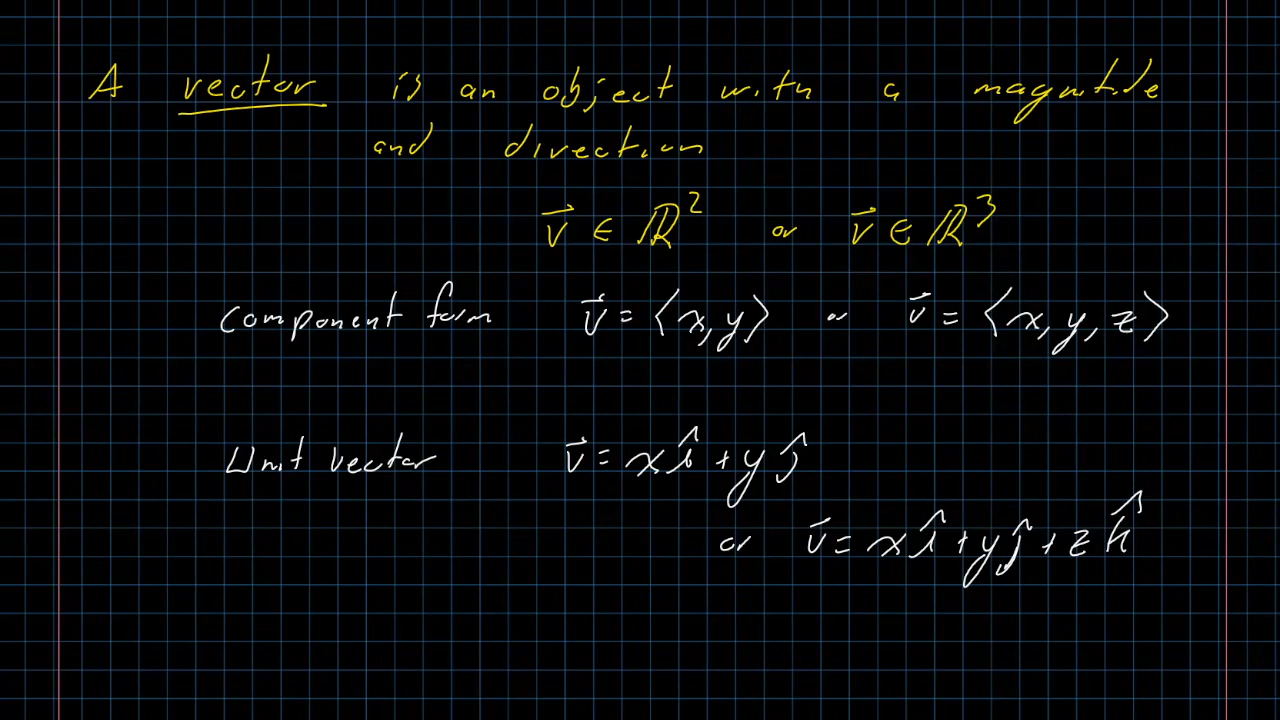 A vector is an object with a magnitide
and direction
v⃗ ∈ ℝ² or v⃗ ∈ ℝ³
Component form v⃗ = ⟨x, y⟩ or v⃗ = ⟨x, y, z⟩
Unit vector v⃗ = xî + yĵ
or v⃗ = xî + yĵ + zk̂